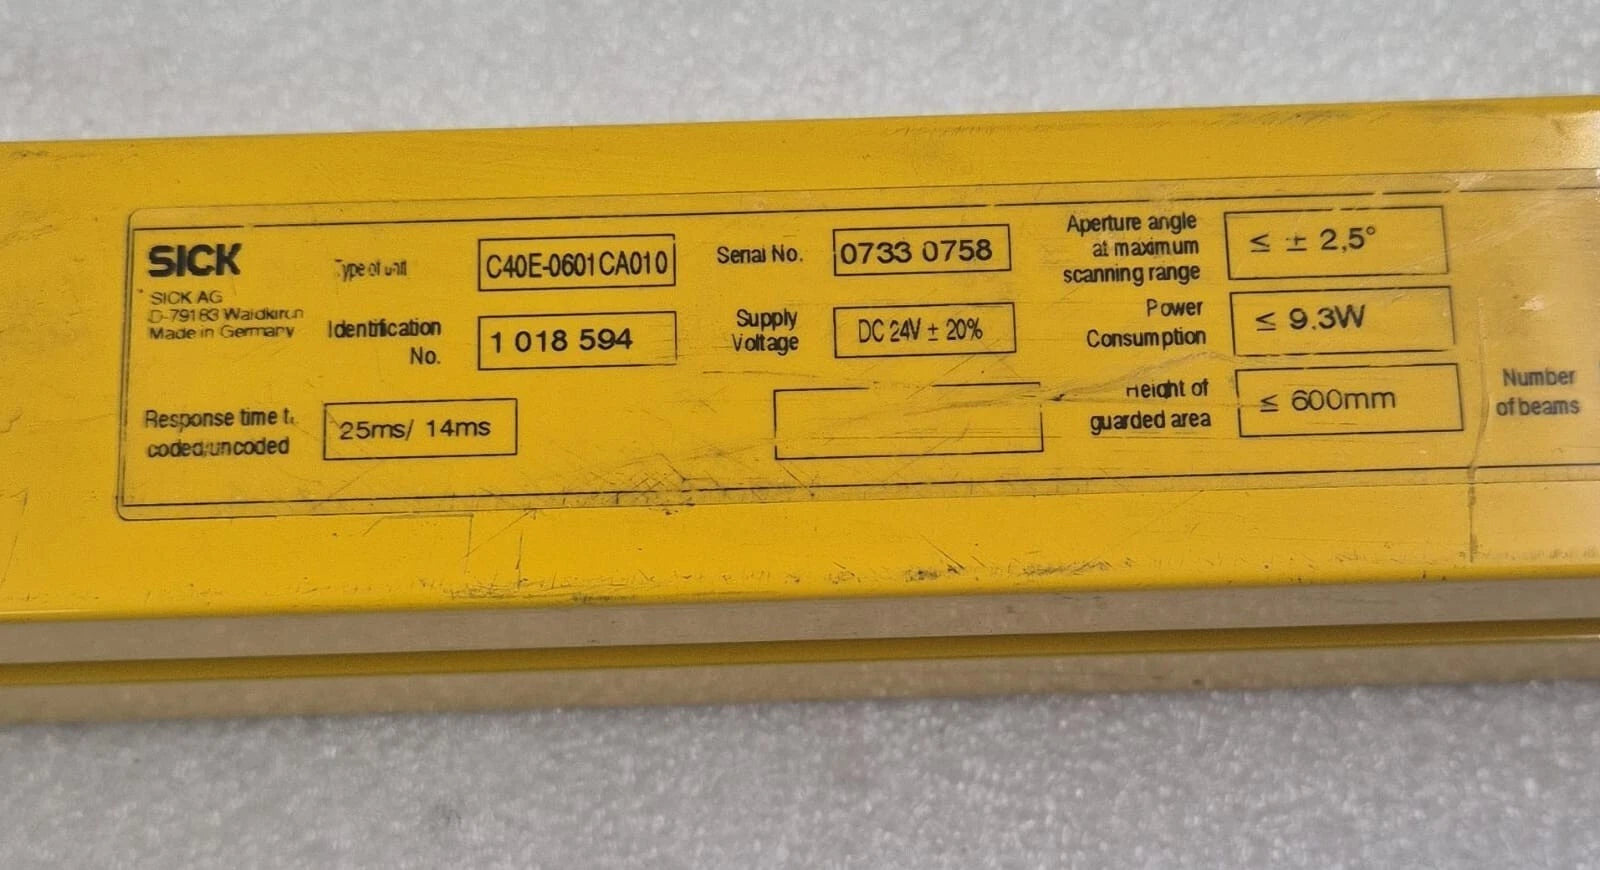 SICK
SICK AG
D-79183 Waldkirch
Made in Germany
Type of unit
C40E-0601CA010
Identification
No.
1 018 594
Response time
coded/uncoded
25ms/ 14ms
Serial No.
0733 0758
Supply
Voltage
DC 24V ± 20%
Aperture angle
at maximum
scanning range
≤ ± 2,5°
Power
Consumption
≤ 9.3W
Height of
guarded area
≤ 600mm
Number
of beams